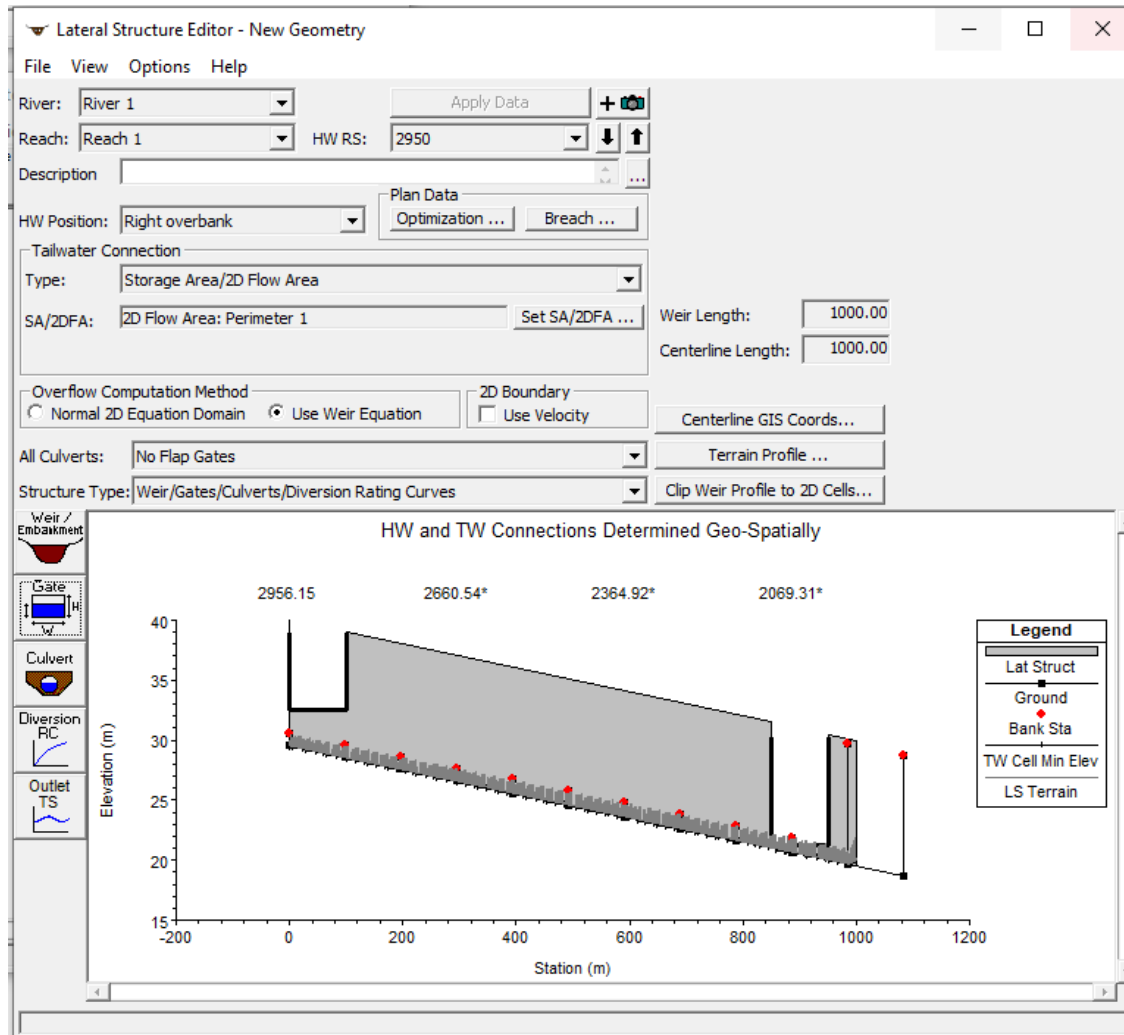 Lateral Structure Editor - New Geometry
File View Options Help
River: River 1 Apply Data +
Reach: Reach 1 HW RS: 2950
Description ...
Plan Data
HW Position: Right overbank Optimization ... Breach ...
Tailwater Connection
Type: Storage Area/2D Flow Area
SA/2DFA: 2D Flow Area: Perimeter 1 Set SA/2DFA ... Weir Length: 1000.00
Centerline Length: 1000.00
Overflow Computation Method 2D Boundary
Normal 2D Equation Domain Use Weir Equation Use Velocity Centerline GIS Coords...
All Culverts: No Flap Gates Terrain Profile ...
Structure Type: Weir/Gates/Culverts/Diversion Rating Curves Clip Weir Profile to 2D Cells...
Weir /
Embankment
Gate
H
W
Culvert
Diversion
RC
Outlet
TS
HW and TW Connections Determined Geo-Spatially
2956.15 2660.54* 2364.92* 2069.31*
40
35
30
25
20
15
Elevation (m)
-200 0 200 400 600 800 1000 1200
Station (m)
Legend
Lat Struct
Ground
Bank Sta
TW Cell Min Elev
LS Terrain